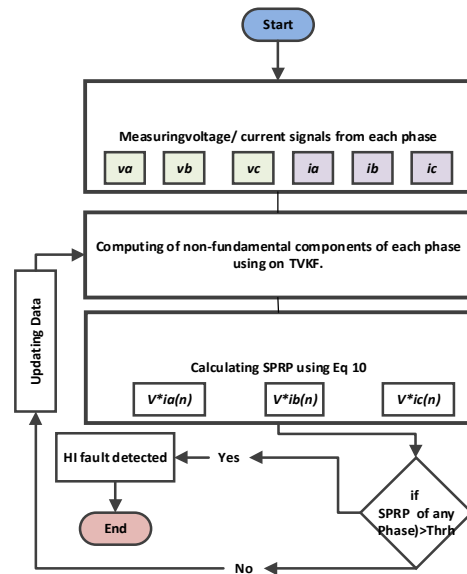 Start
Measuringvoltage/ current signals from each phase
va vb vc ia ib ic
Computing of non-fundamental components of each phase
using on TVKF.
Updating Data
Calculating SPRP using Eq 10
V*ia(n) V*ib(n) V*ic(n)
HI fault detected
Yes
if
SPRP of any
Phase)>Thrh
End
No